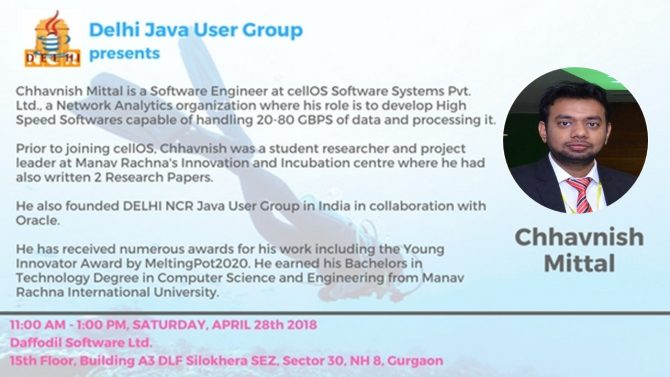 DELHI
Delhi Java User Group
presents
Chhavnish Mittal is a Software Engineer at cellOS Software Systems Pvt.
Ltd., a Network Analytics organization where his role is to develop High
Speed Softwares capable of handling 20-80 GBPS of data and processing it.
Prior to joining cellOS, Chhavnish was a student researcher and project
leader at Manav Rachna's Innovation and Incubation centre where he had
also written 2 Research Papers.
He also founded DELHI NCR Java User Group in India in collaboration with
Oracle.
He has received numerous awards for his work including the Young
Innovator Award by MeltingPot2020. He earned his Bachelors in
Technology Degree in Computer Science and Engineering from Manav
Rachna International University.
Chhavnish
Mittal
11:00 AM - 1:00 PM, SATURDAY, APRIL 28th 2018
Daffodil Software Ltd.
15th Floor, Building A3 DLF Silokhera SEZ, Sector 30, NH 8, Gurgaon